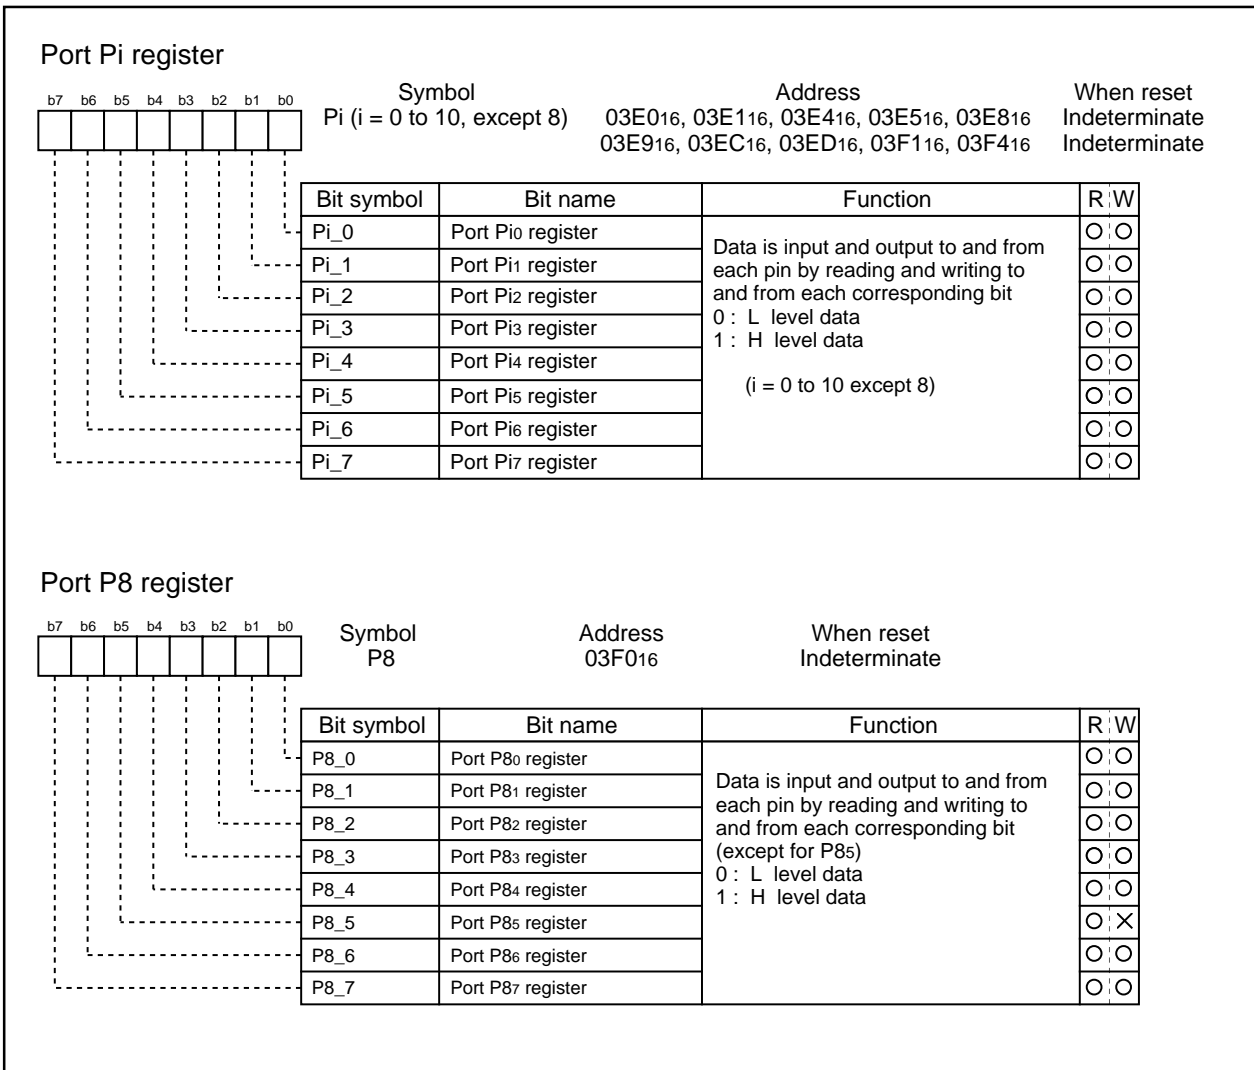 Port Pi register
b7 b6 b5 b4 b3 b2 b1 b0
Symbol Address When reset
Pi (i = 0 to 10, except 8) 03E016, 03E116, 03E416, 03E516, 03E816 Indeterminate
03E916, 03EC16, 03ED16, 03F116, 03F416 Indeterminate
Bit symbol Bit name Function R W
Pi_0 Port Pi0 register
Pi_1 Port Pi1 register
Pi_2 Port Pi2 register
Pi_3 Port Pi3 register
Pi_4 Port Pi4 register
Pi_5 Port Pi5 register
Pi_6 Port Pi6 register
Pi_7 Port Pi7 register
Data is input and output to and from
each pin by reading and writing to
and from each corresponding bit
0 : L level data
1 : H level data
(i = 0 to 10 except 8)
Port P8 register
b7 b6 b5 b4 b3 b2 b1 b0
Symbol Address When reset
P8 03F016 Indeterminate
Bit symbol Bit name Function R W
P8_0 Port P80 register
P8_1 Port P81 register
P8_2 Port P82 register
P8_3 Port P83 register
P8_4 Port P84 register
P8_5 Port P85 register
P8_6 Port P86 register
P8_7 Port P87 register
Data is input and output to and from
each pin by reading and writing to
and from each corresponding bit
(except for P85)
0 : L level data
1 : H level data